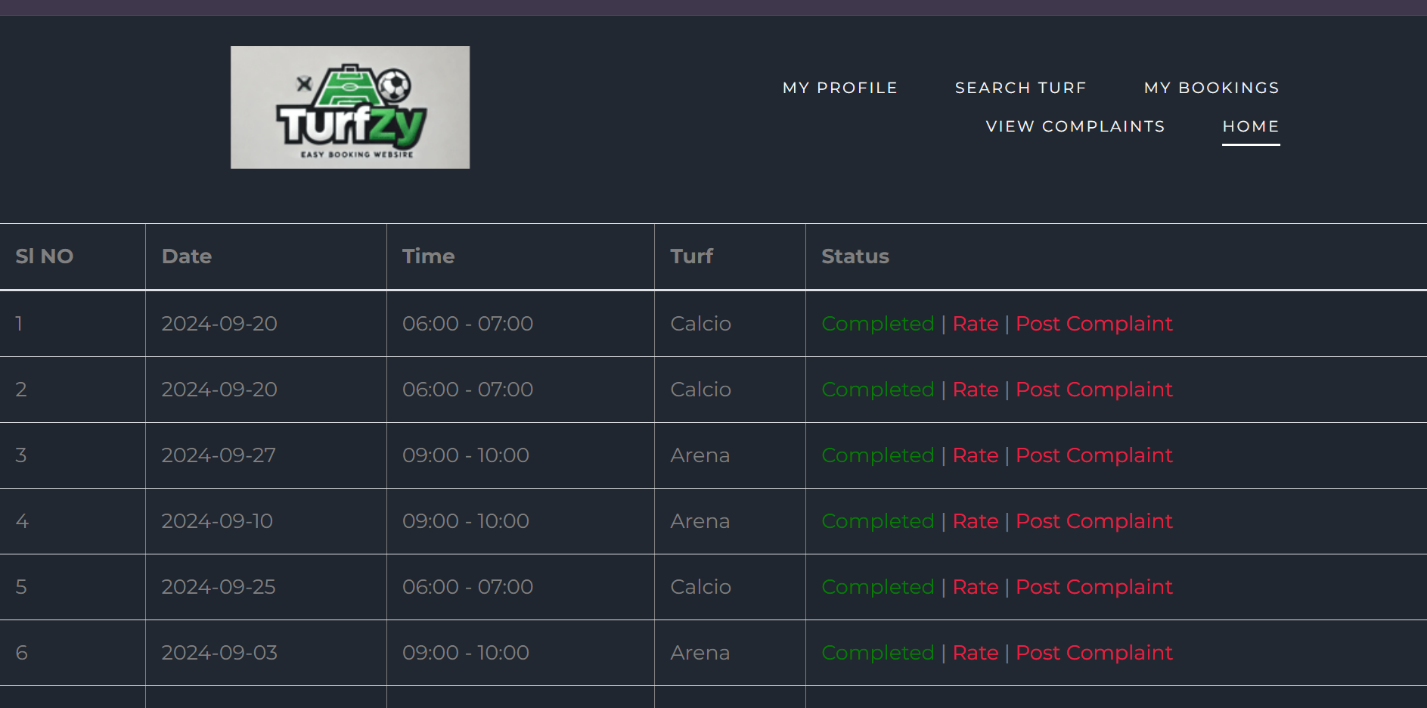 TurfZy
EASY BOOKING WEBSIRE
MY PROFILE SEARCH TURF MY BOOKINGS
VIEW COMPLAINTS HOME
Sl NO Date Time Turf Status
1 2024-09-20 06:00 - 07:00 Calcio Completed | Rate | Post Complaint
2 2024-09-20 06:00 - 07:00 Calcio Completed | Rate | Post Complaint
3 2024-09-27 09:00 - 10:00 Arena Completed | Rate | Post Complaint
4 2024-09-10 09:00 - 10:00 Arena Completed | Rate | Post Complaint
5 2024-09-25 06:00 - 07:00 Calcio Completed | Rate | Post Complaint
6 2024-09-03 09:00 - 10:00 Arena Completed | Rate | Post Complaint